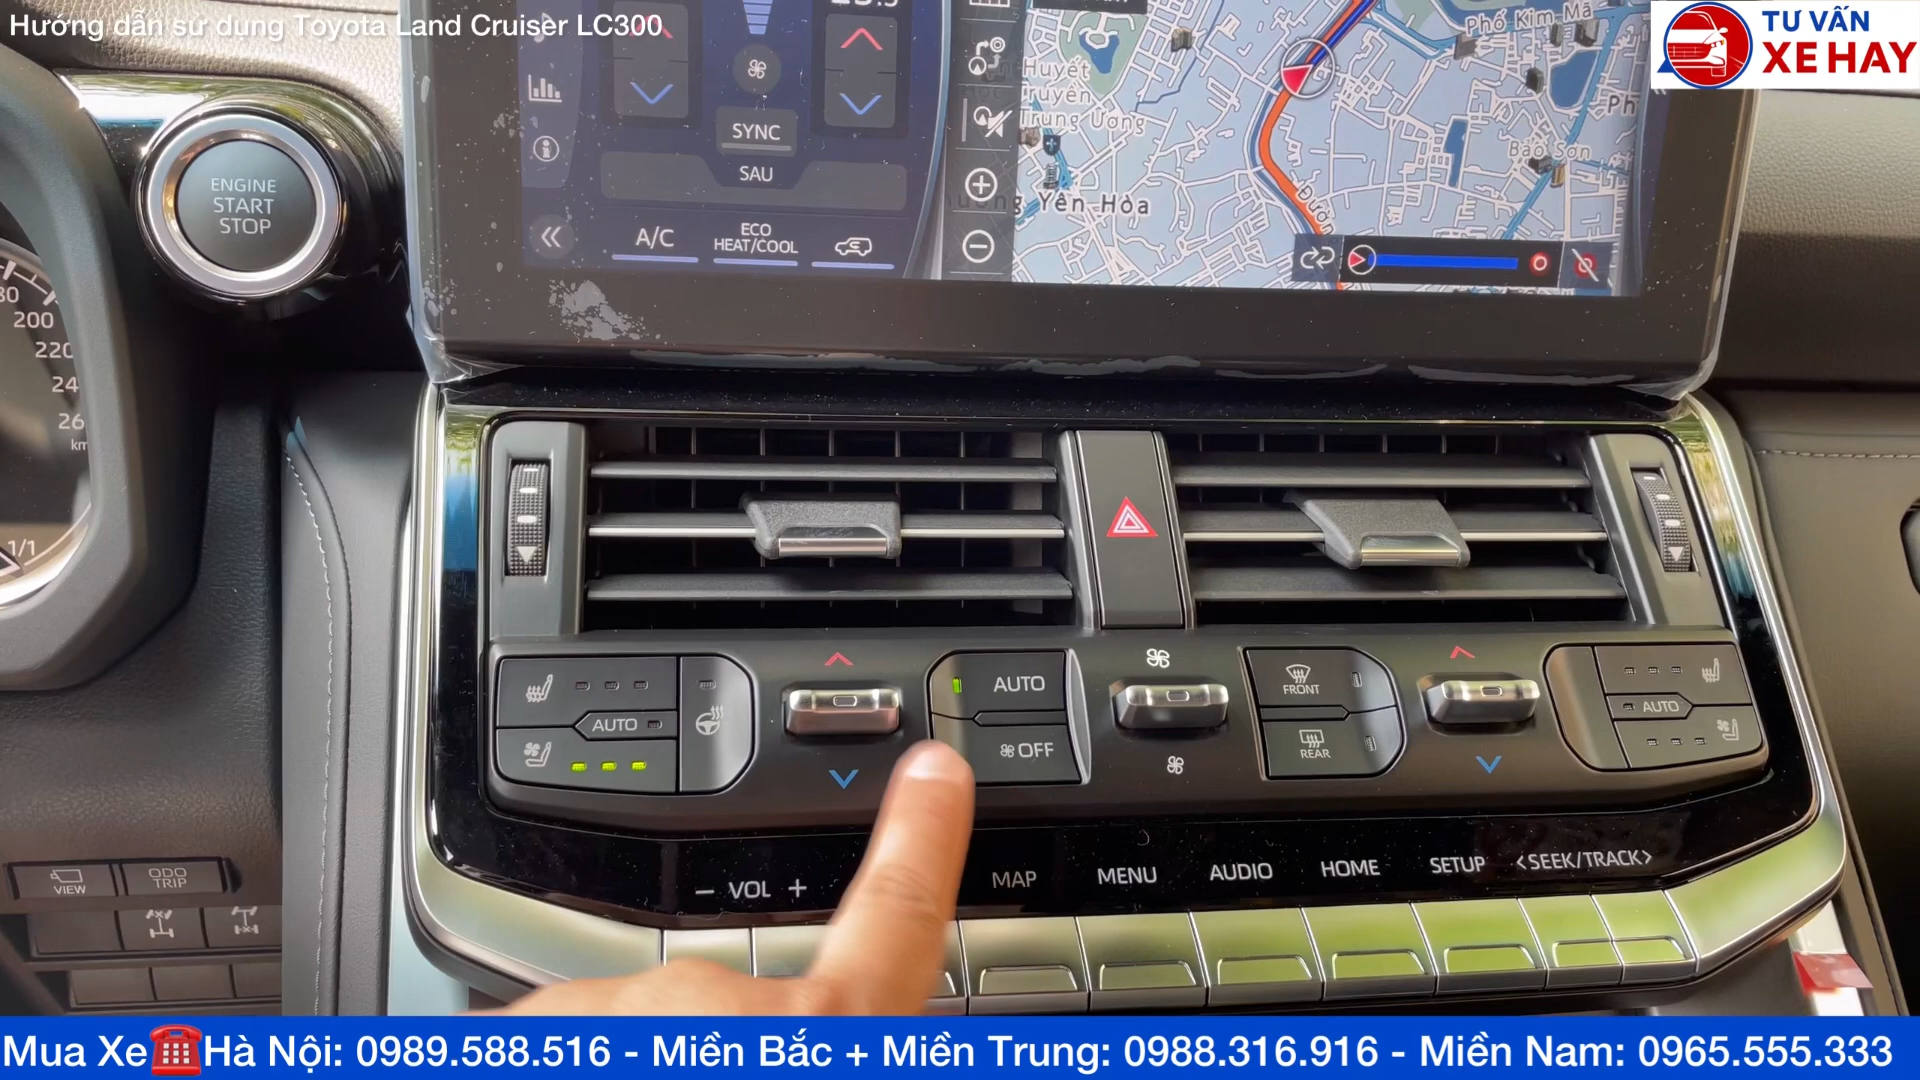 Hướng dẫn sử dụng Toyota Land Cruiser LC300
TƯ VẤN
XE HAY
ENGINE
START
STOP
SYNC
SAU
A/C
ECO
HEAT/COOL
Phố Kim Mã
Huyết
Truyền
Trung Ương
Yên Hòa
Bảo Sơn
Đườn
Ph
80
200
220
24
26
km
1/1
AUTO
AUTO
OFF
FRONT
REAR
AUTO
VIEW
ODO
TRIP
– VOL +
MAP
MENU
AUDIO
HOME
SETUP
<SEEK/TRACK>
Mua Xe☎️Hà Nội: 0989.588.516 - Miền Bắc + Miền Trung: 0988.316.916 - Miền Nam: 0965.555.333